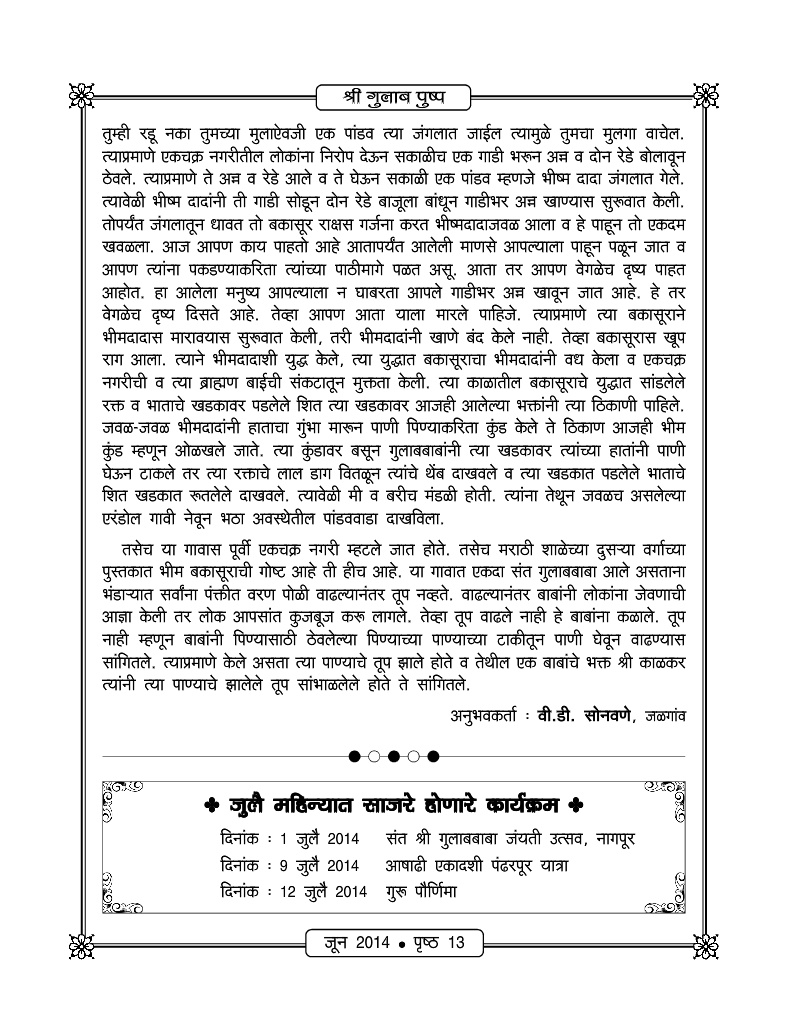 श्री गुलाब पुष्प
तुम्ही रडू नका तुमच्या मुलाऐवजी एक पांडव त्या जंगलात जाईल त्यामुळे तुमचा मुलगा वाचेल.
त्याप्रमाणे एकचक्र नगरीतील लोकांना निरोप देऊन सकाळीच एक गाडी भरून अन्न व दोन रेडे बोलावून
ठेवले. त्याप्रमाणे ते अन्न व रेडे आले व ते घेऊन सकाळी एक पांडव म्हणजे भीष्म दादा जंगलात गेले.
त्यावेळी भीष्म दादांनी ती गाडी सोडून दोन रेडे बाजूला बांधून गाडीभर अन्न खाण्यास सुरूवात केली.
तोपर्यंत जंगलातून धावत तो बकासूर राक्षस गर्जना करत भीष्मदादाजवळ आला व हे पाहून तो एकदम
खवळला. आज आपण काय पाहतो आहे आतापर्यंत आलेली माणसे आपल्याला पाहून पळून जात व
आपण त्यांना पकडण्याकरिता त्यांच्या पाठीमागे पळत असू. आता तर आपण वेगळेच दृष्य पाहत
आहोत. हा आलेला मनुष्य आपल्याला न घाबरता आपले गाडीभर अन्न खावून जात आहे. हे तर
वेगळेच दृष्य दिसते आहे. तेव्हा आपण आता याला मारले पाहिजे. त्याप्रमाणे त्या बकासूराने
भीमदादास मारावयास सुरूवात केली, तरी भीमदादांनी खाणे बंद केले नाही. तेव्हा बकासूरास खूप
राग आला. त्याने भीमदादाशी युद्ध केले, त्या युद्धात बकासूराचा भीमदादांनी वध केला व एकचक्र
नगरीची व त्या ब्राह्मण बाईची संकटातून मुक्तता केली. त्या काळातील बकासूराचे युद्धात सांडलेले
रक्त व भाताचे खडकावर पडलेले शित त्या खडकावर आजही आलेल्या भक्तांनी त्या ठिकाणी पाहिले.
जवळ-जवळ भीमदादांनी हाताचा गुंभा मारून पाणी पिण्याकरिता कुंड केले ते ठिकाण आजही भीम
कुंड म्हणून ओळखले जाते. त्या कुंडावर बसून गुलाबबाबांनी त्या खडकावर त्यांच्या हातांनी पाणी
घेऊन टाकले तर त्या रक्ताचे लाल डाग वितळून त्यांचे थेंब दाखवले व त्या खडकात पडलेले भाताचे
शित खडकात रूतलेले दाखवले. त्यावेळी मी व बरीच मंडळी होती. त्यांना तेथून जवळच असलेल्या
एरंडोल गावी नेवून भठा अवस्थेतील पांडववाडा दाखविला.
तसेच या गावास पूर्वी एकचक्र नगरी म्हटले जात होते. तसेच मराठी शाळेच्या दुसऱ्या वर्गाच्या
पुस्तकात भीम बकासूराची गोष्ट आहे ती हीच आहे. या गावात एकदा संत गुलाबबाबा आले असताना
भंडाऱ्यात सर्वांना पंक्तीत वरण पोळी वाढल्यानंतर तूप नव्हते. वाढल्यानंतर बाबांनी लोकांना जेवणाची
आज्ञा केली तर लोक आपसांत कुजबूज करू लागले. तेव्हा तूप वाढले नाही हे बाबांना कळाले. तूप
नाही म्हणून बाबांनी पिण्यासाठी ठेवलेल्या पिण्याच्या पाण्याच्या टाकीतून पाणी घेवून वाढण्यास
सांगितले. त्याप्रमाणे केले असता त्या पाण्याचे तूप झाले होते व तेथील एक बाबांचे भक्त श्री काळकर
त्यांनी त्या पाण्याचे झालेले तूप सांभाळलेले होते ते सांगितले.
अनुभवकर्ता : वी.डी. सोनवणे, जळगांव
जुलै महिन्यात साजरे होणारे कार्यक्रम
दिनांक : 1 जुलै 2014 संत श्री गुलाबबाबा जंयती उत्सव, नागपूर
दिनांक : 9 जुलै 2014 आषाढी एकादशी पंढरपूर यात्रा
दिनांक : 12 जुलै 2014 गुरू पौर्णिमा
जून 2014 ● पृष्ठ 13